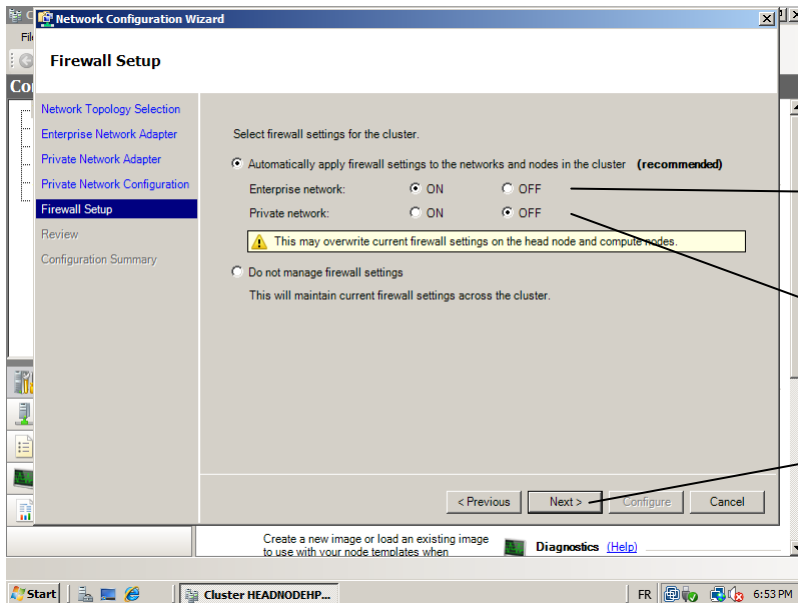 Network Configuration Wizard
Firewall Setup
Network Topology Selection
Enterprise Network Adapter
Private Network Adapter
Private Network Configuration
Firewall Setup
Review
Configuration Summary
Select firewall settings for the cluster.
Automatically apply firewall settings to the networks and nodes in the cluster (recommended)
Enterprise network: ON OFF
Private network: ON OFF
This may overwrite current firewall settings on the head node and compute nodes.
Do not manage firewall settings
This will maintain current firewall settings across the cluster.
< Previous Next > Configure Cancel
Create a new image or load an existing image
to use with your node templates when
Diagnostics (Help)
Start Cluster HEADNODEHP... FR 6:53 PM